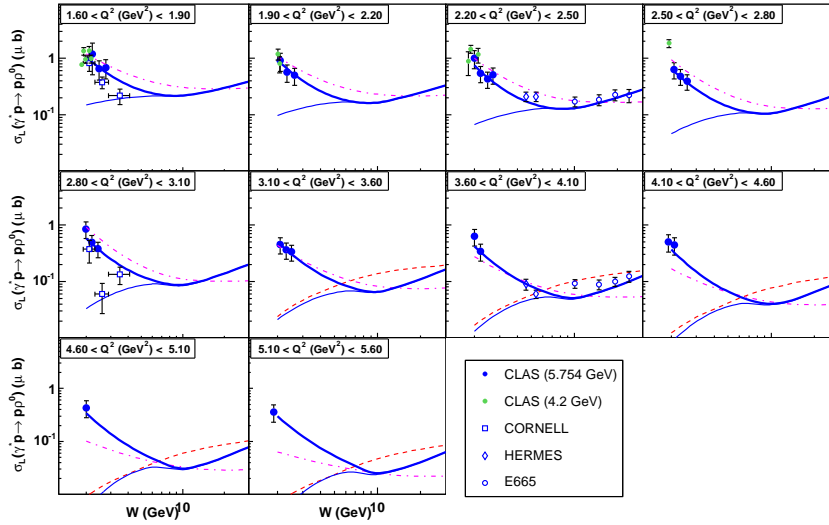 1.60 < Q² (GeV²) < 1.90
1.90 < Q² (GeV²) < 2.20
2.20 < Q² (GeV²) < 2.50
2.50 < Q² (GeV²) < 2.80
σ_L (γ* p → pρ⁰) (μ b)
1
10⁻¹
2.80 < Q² (GeV²) < 3.10
3.10 < Q² (GeV²) < 3.60
3.60 < Q² (GeV²) < 4.10
4.10 < Q² (GeV²) < 4.60
σ_L (γ* p → pρ⁰) (μ b)
1
10⁻¹
4.60 < Q² (GeV²) < 5.10
5.10 < Q² (GeV²) < 5.60
σ_L (γ* p → pρ⁰) (μ b)
1
10⁻¹
CLAS (5.754 GeV)
CLAS (4.2 GeV)
CORNELL
HERMES
E665
W (GeV) 10
W (GeV) 10